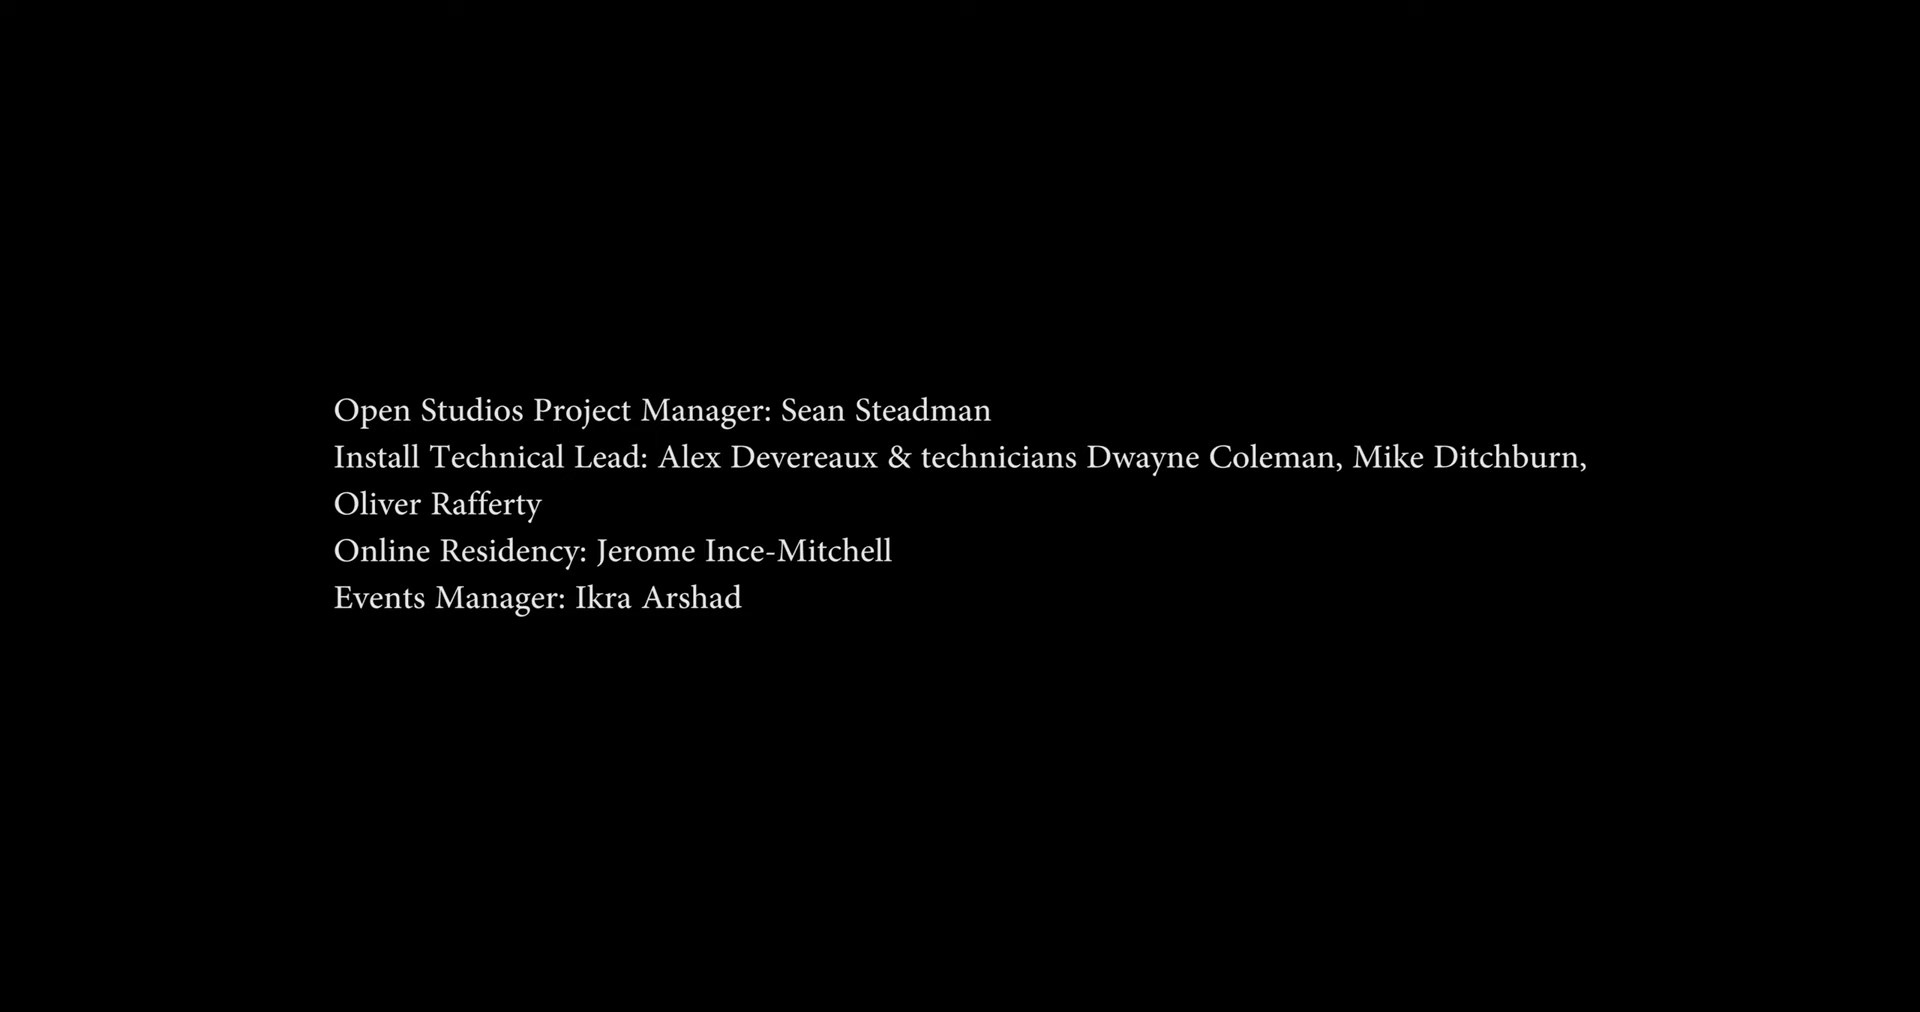 Open Studios Project Manager: Sean Steadman
Install Technical Lead: Alex Devereaux & technicians Dwayne Coleman, Mike Ditchburn,
Oliver Rafferty
Online Residency: Jerome Ince-Mitchell
Events Manager: Ikra Arshad